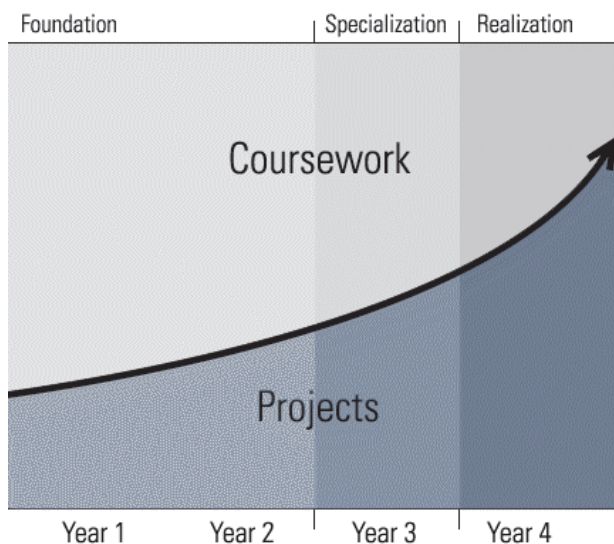 Foundation Specialization Realization
Coursework
Projects
Year 1 Year 2 Year 3 Year 4